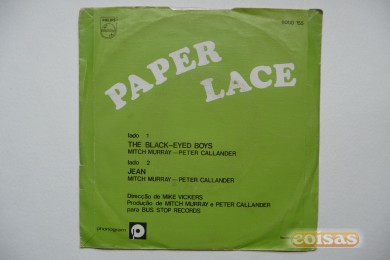 PHILIPS
PAPER
LACE
lado 1
THE BLACK-EYED BOYS
MITCH MURRAY - PETER CALLANDER
lado 2
JEAN
MITCH MURRAY - PETER CALLANDER
Direcção de MIKE VICKERS
Produção de MITCH MURRAY e PETER CALLANDER
para BUS STOP RECORDS
phonogram
coisas